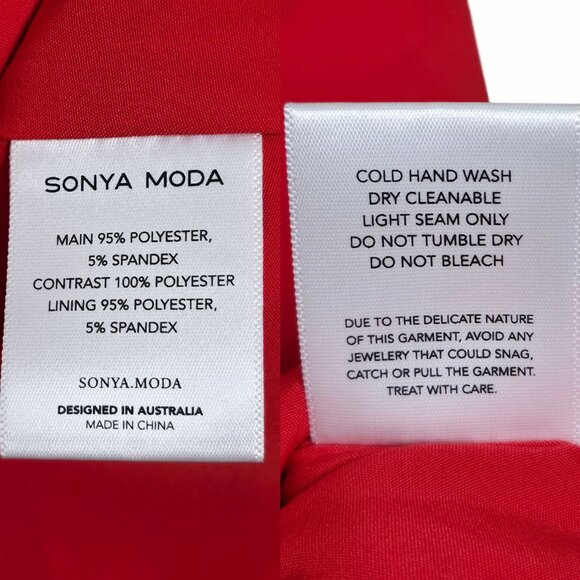 SONYA MODA
MAIN 95% POLYESTER,
5% SPANDEX
CONTRAST 100% POLYESTER
LINING 95% POLYESTER,
5% SPANDEX
SONYA.MODA
DESIGNED IN AUSTRALIA
MADE IN CHINA
COLD HAND WASH
DRY CLEANABLE
LIGHT SEAM ONLY
DO NOT TUMBLE DRY
DO NOT BLEACH
DUE TO THE DELICATE NATURE
OF THIS GARMENT, AVOID ANY
JEWELERY THAT COULD SNAG,
CATCH OR PULL THE GARMENT.
TREAT WITH CARE.